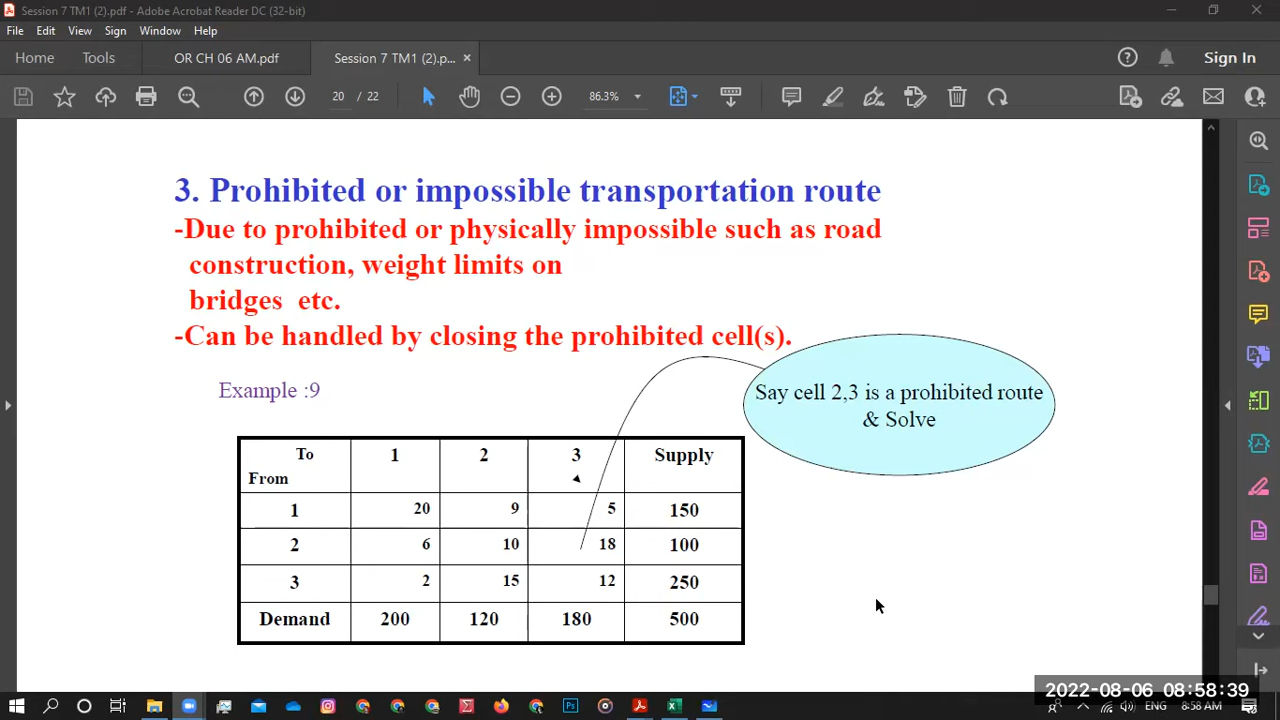 Session 7 TM1 (2).pdf - Adobe Acrobat Reader DC (32-bit)
File Edit View Sign Window Help
Home Tools OR CH 06 AM.pdf Session 7 TM1 (2).p... × Sign In
20 / 22 86.3%
3. Prohibited or impossible transportation route
-Due to prohibited or physically impossible such as road
construction, weight limits on
bridges etc.
-Can be handled by closing the prohibited cell(s).
Say cell 2,3 is a prohibited route
& Solve
Example :9
To
From 1 2 3 Supply
1 20 9 5 150
2 6 10 18 100
3 2 15 12 250
Demand 200 120 180 500
2022-08-06 08:58:39
ENG 8:58 AM